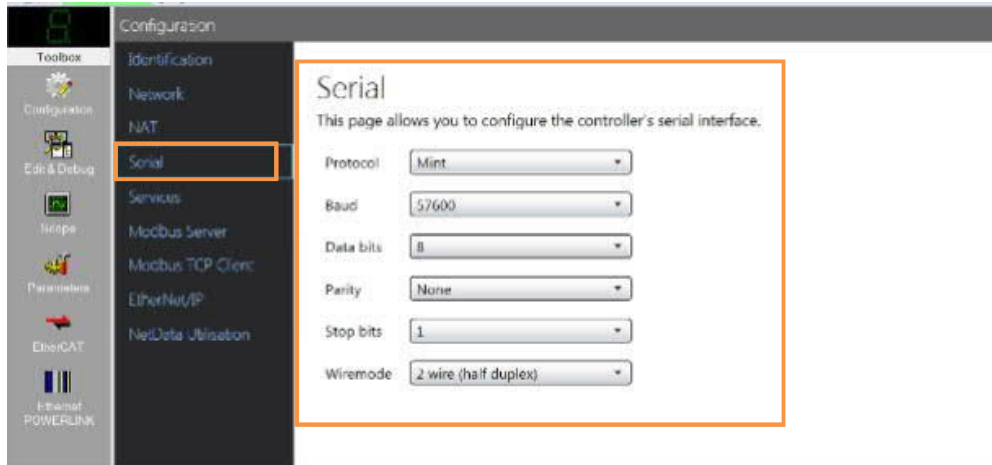 Configuration
Toolbox
Configuration
Edit & Debug
Scope
Parameters
EtherCAT
Ethernet
POWERLINK
Identification
Network
NAT
Serial
Services
Modbus Server
Modbus TCP Client
EtherNet/IP
NetData Utilisation
Serial
This page allows you to configure the controller's serial interface.
Protocol Mint
Baud 57600
Data bits 8
Parity None
Stop bits 1
Wiremode 2 wire (half duplex)